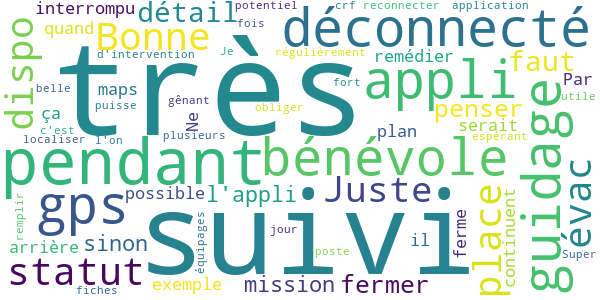 interrompu
détail
potentiel
crf
reconnecter
application
quand
Bonne
fois
déconnecté
dispo
d'intervention
Je
régulièrement
remédier
très
appli
faut
belle
maps
puisse
gênant
fort
obliger
penser
Par
utile
ça
Ne
plusieurs
plan
serait
c'est
localiser
l'on
espérant
pendant
bénévole
guidage
gps
possible
l'appli
Juste
place
continuent
évac
remplir
arrière
sinon
équipages
jour
il
ferme
suivi
poste
Super
statut
fiches
exemple
mission
fermer